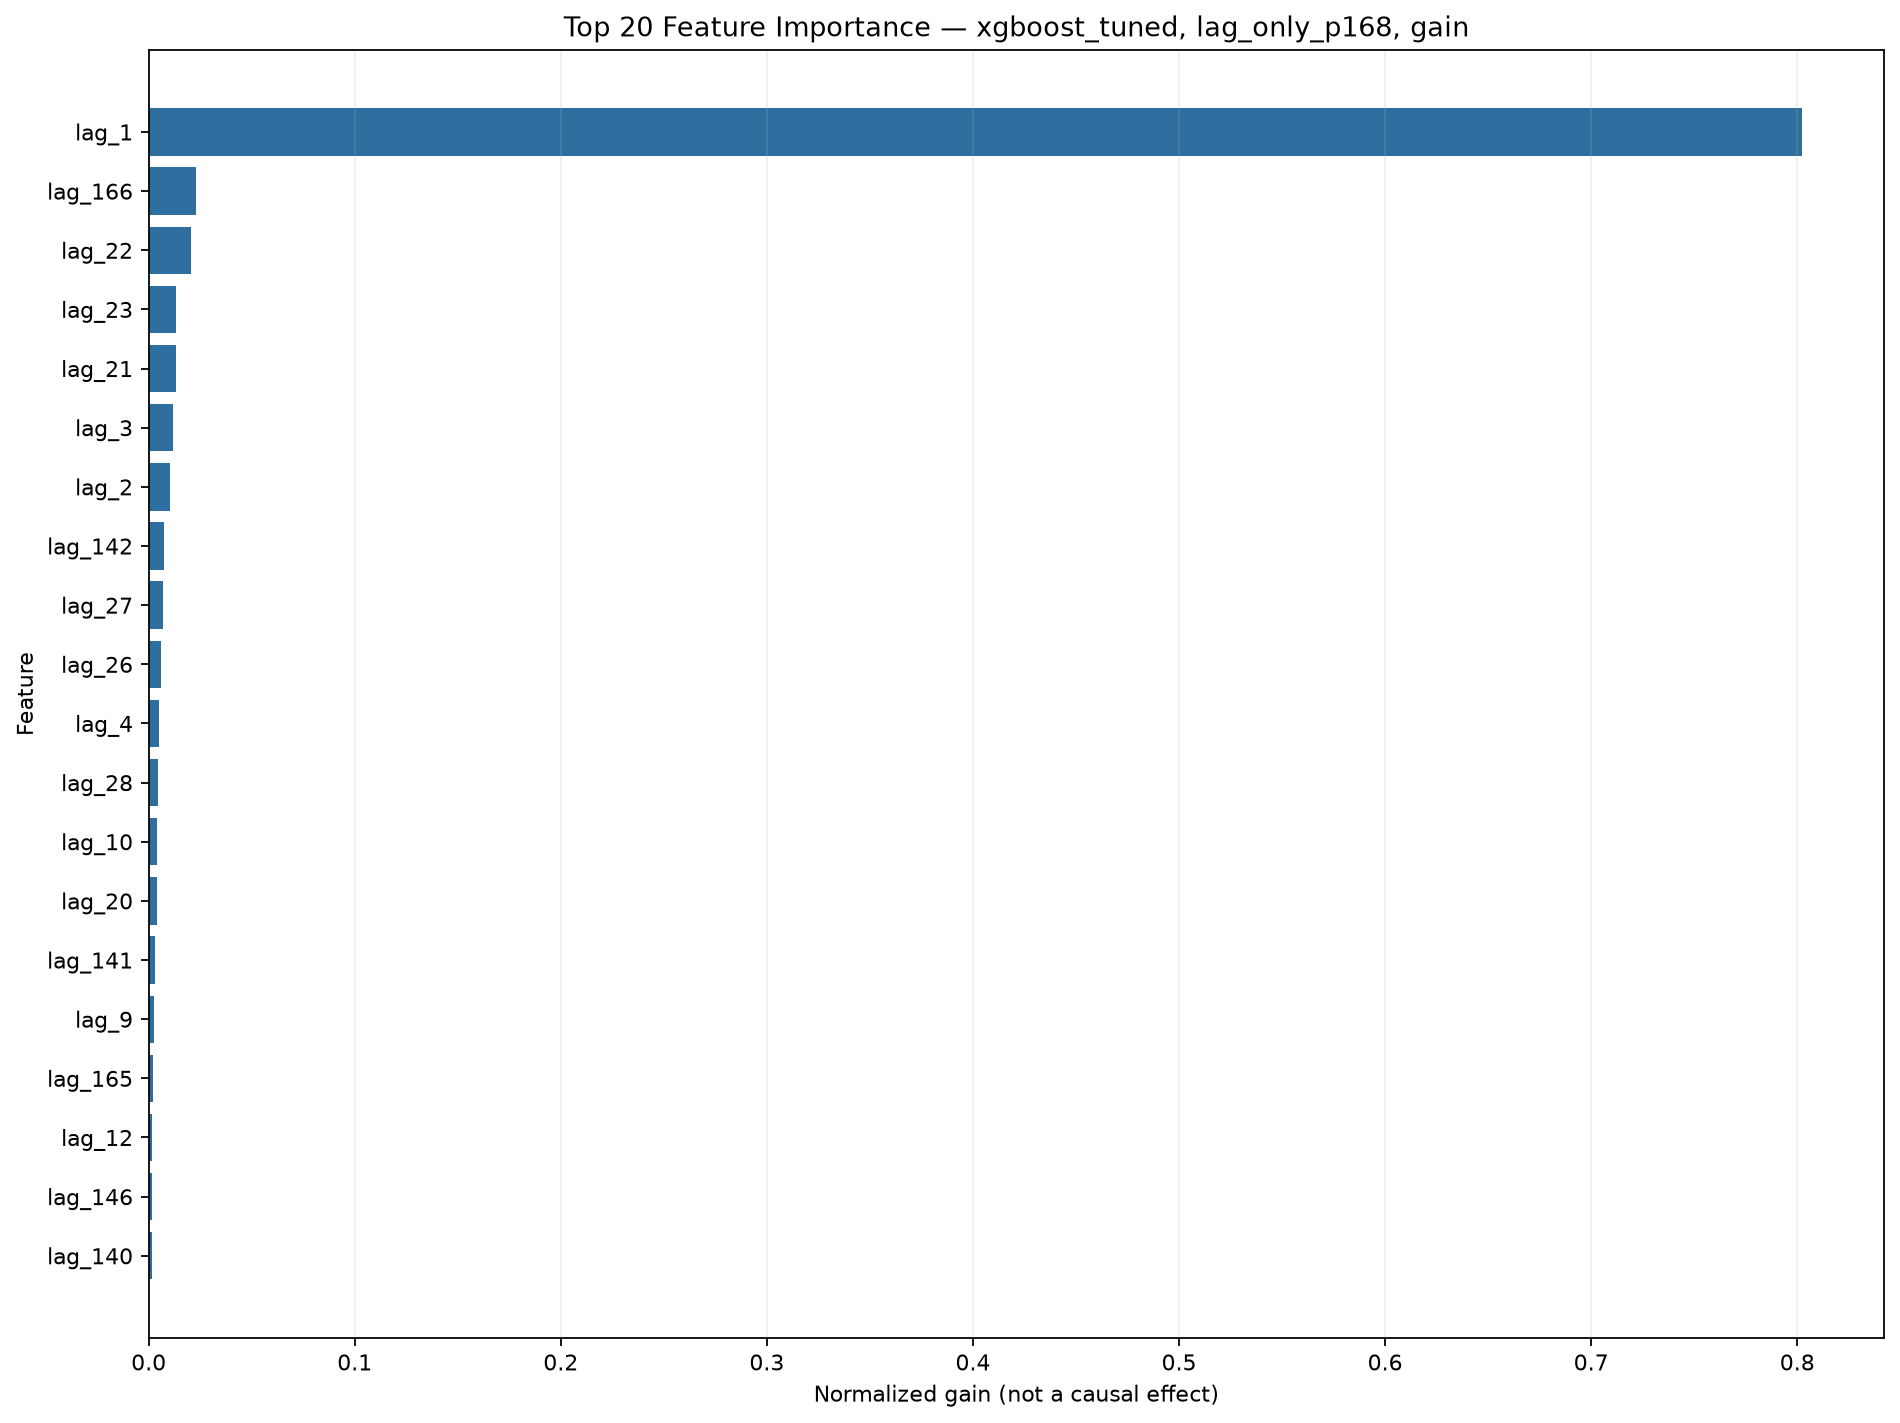 Top 20 Feature Importance — xgboost_tuned, lag_only_p168, gain
Feature
lag_1
lag_166
lag_22
lag_23
lag_21
lag_3
lag_2
lag_142
lag_27
lag_26
lag_4
lag_28
lag_10
lag_20
lag_141
lag_9
lag_165
lag_12
lag_146
lag_140
0.0 0.1 0.2 0.3 0.4 0.5 0.6 0.7 0.8
Normalized gain (not a causal effect)